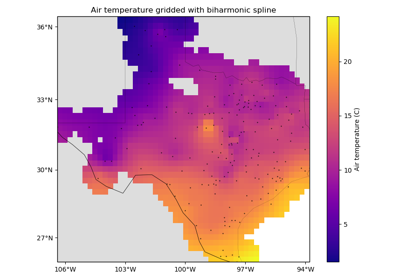 Air temperature gridded with biharmonic spline
36°N
33°N
30°N
27°N
106°W
103°W
100°W
97°W
94°W
20
15
10
5
Air temperature (C)